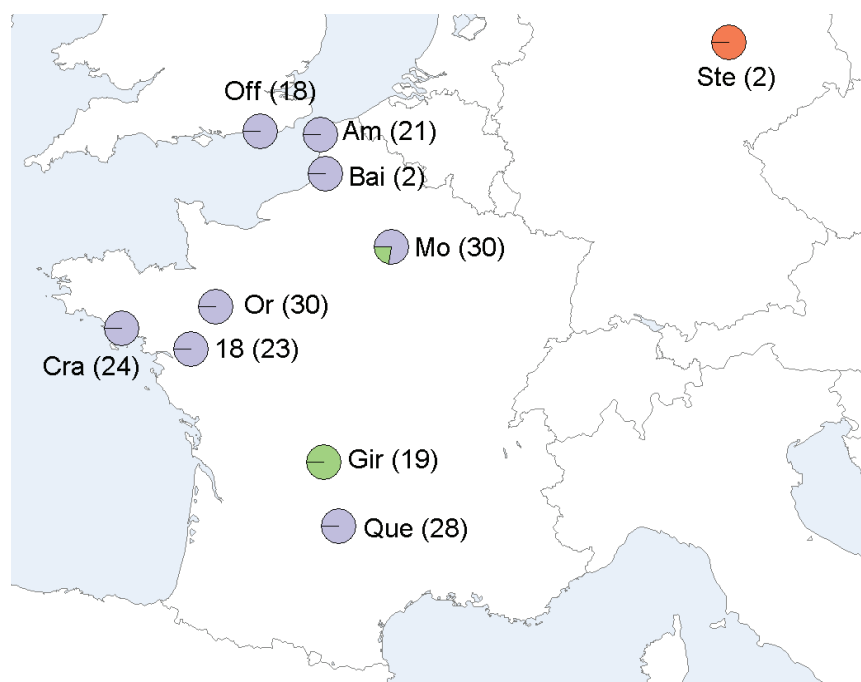 Ste (2)
Off (18)
Am (21)
Bai (2)
Mo (30)
Or (30)
18 (23)
Cra (24)
Gir (19)
Que (28)